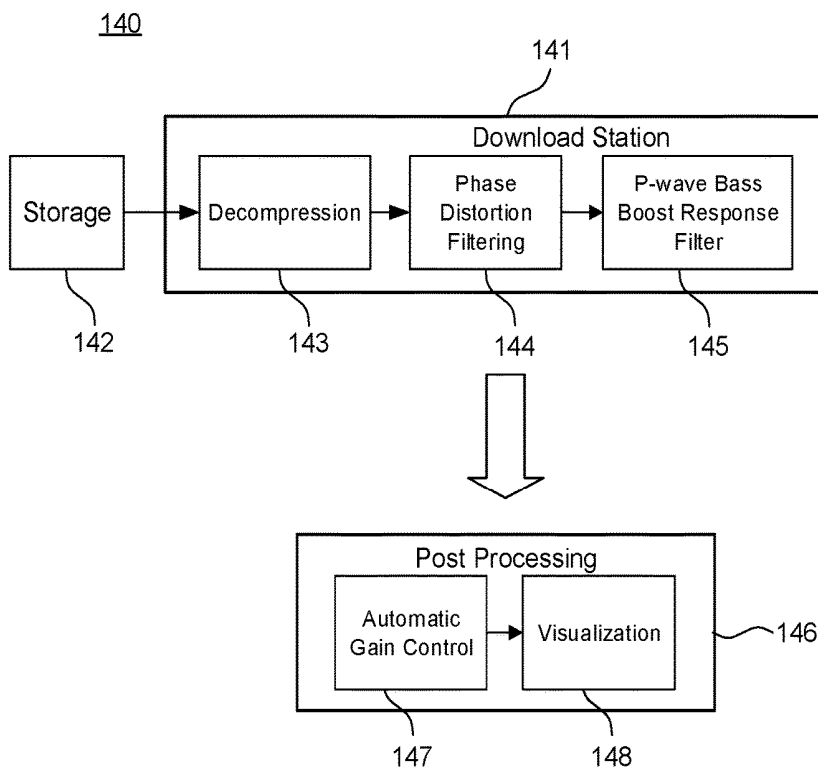 140
141
Download Station
Storage
Decompression
Phase
Distortion
Filtering
P-wave Bass
Boost Response
Filter
142
143
144
145
Post Processing
Automatic
Gain Control
Visualization
146
147
148